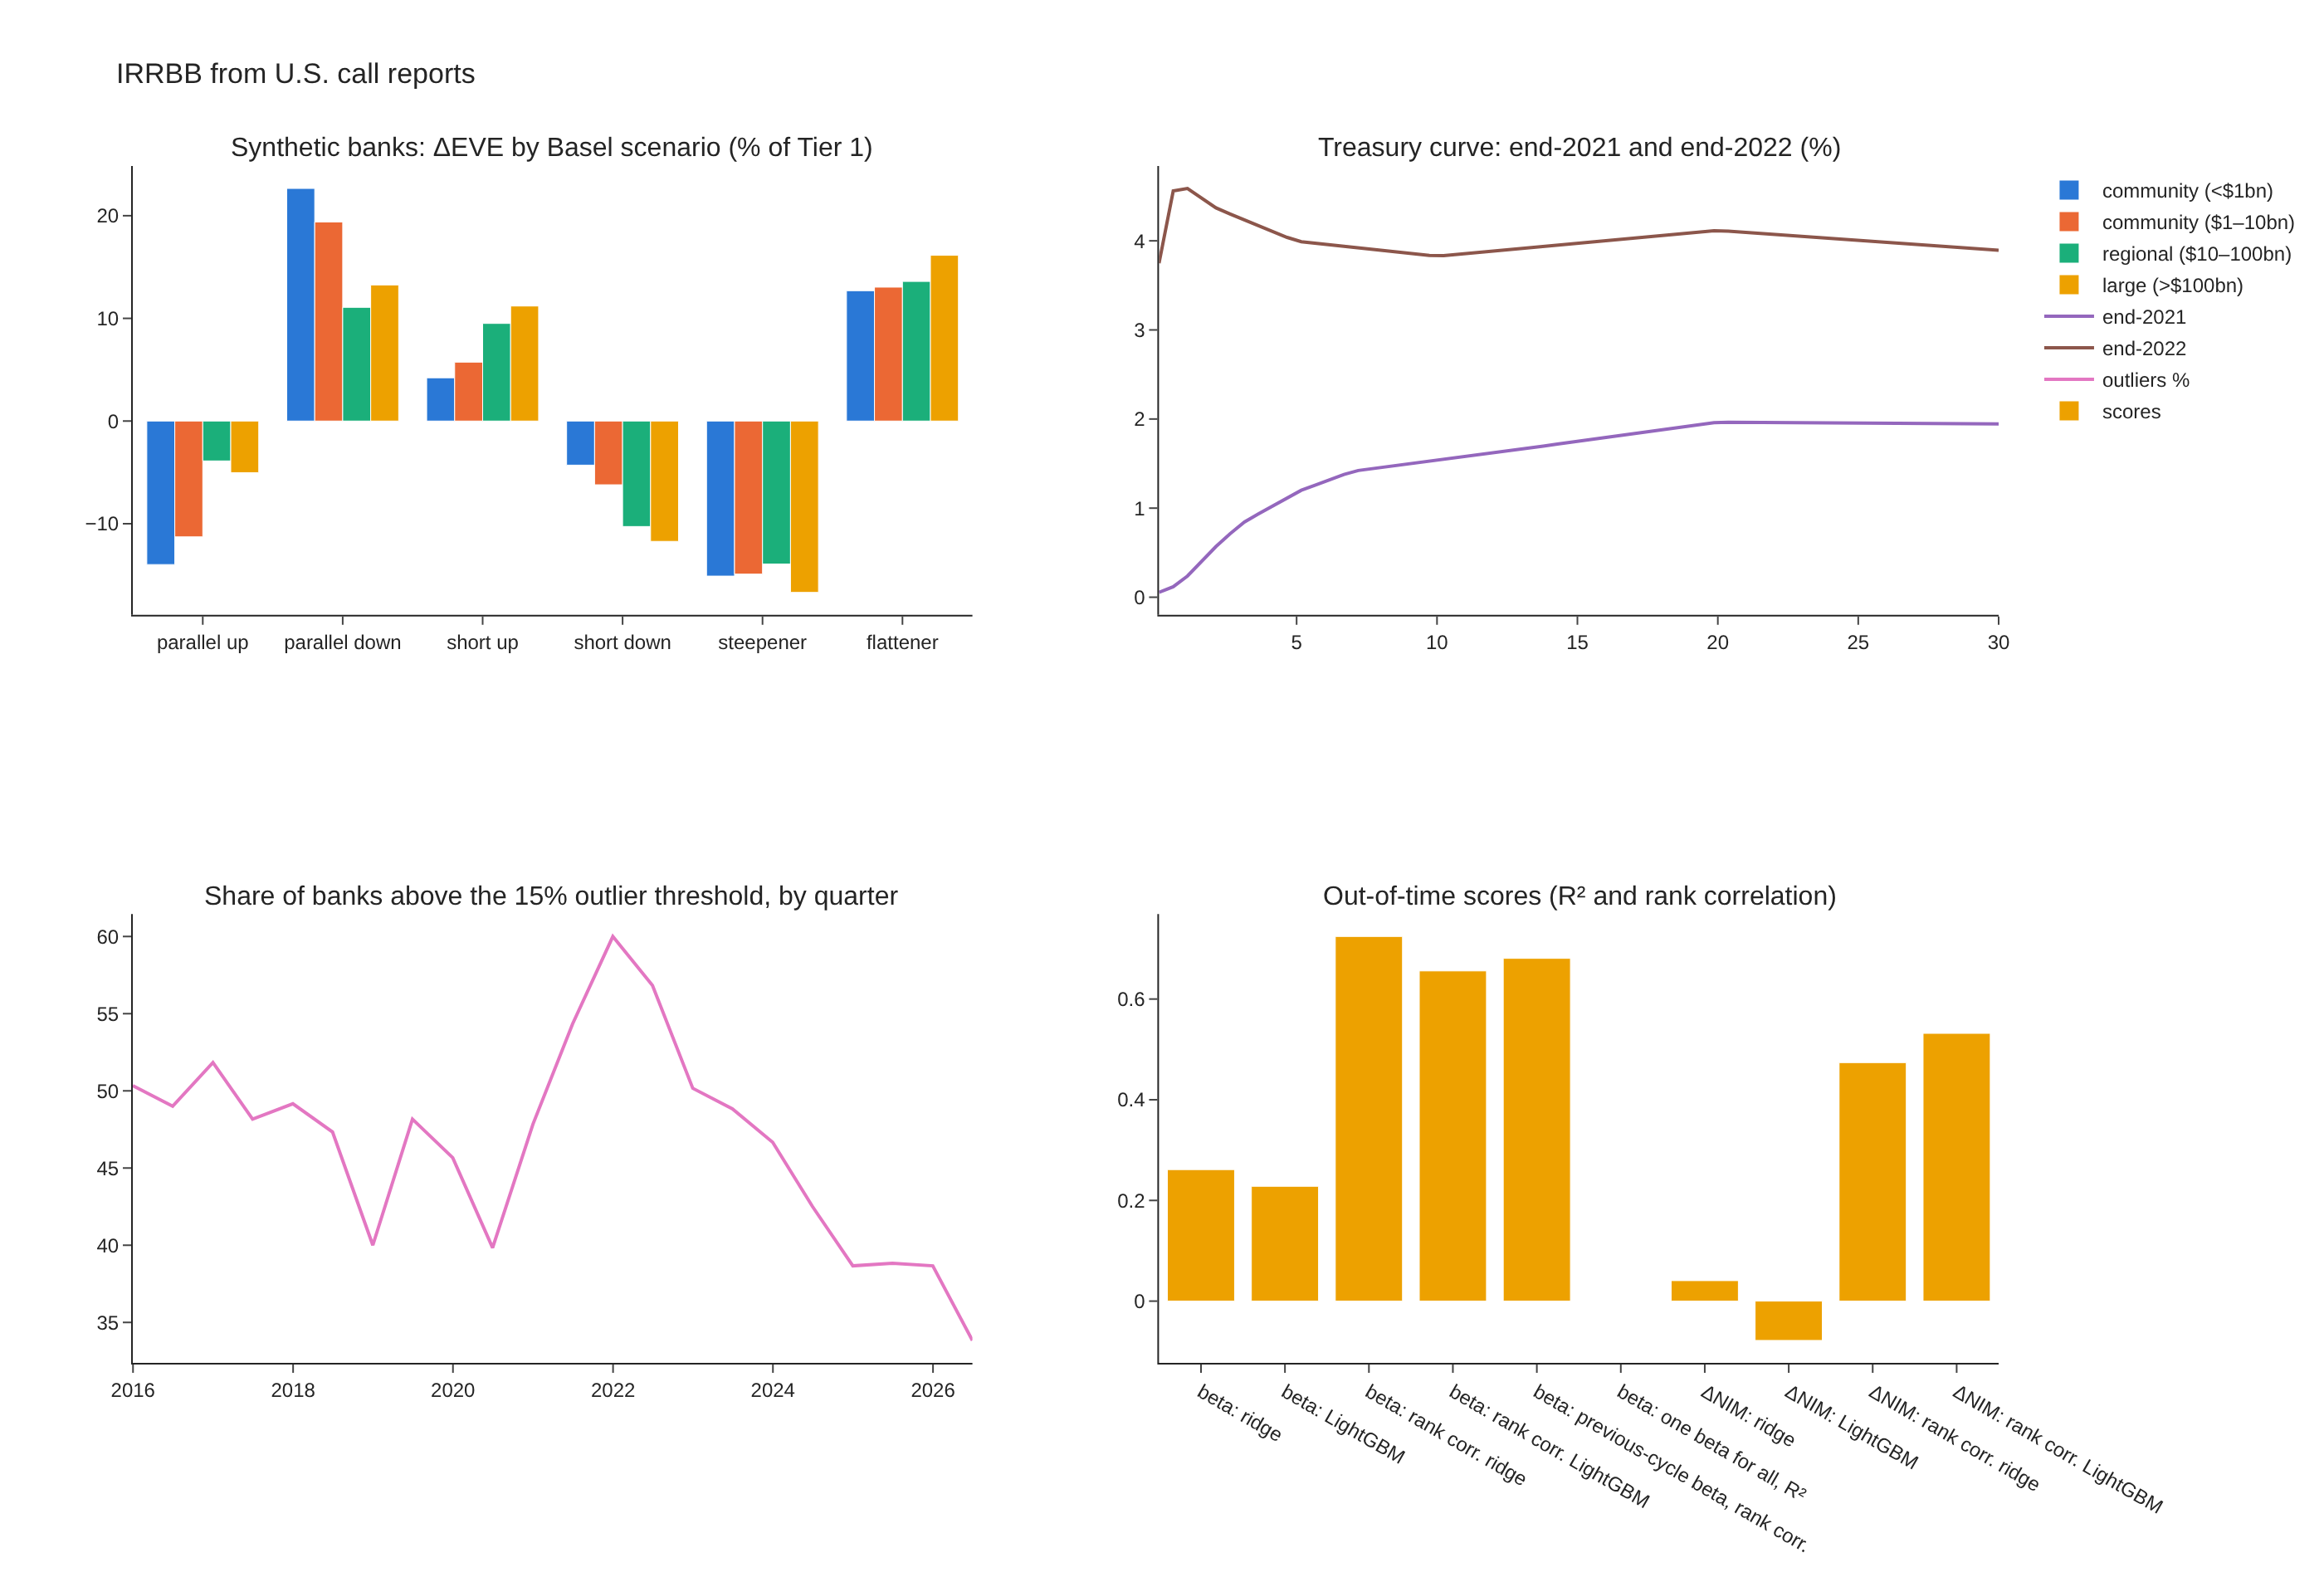 IRRBB from U.S. call reports
Synthetic banks: ΔEVE by Basel scenario (% of Tier 1)
20
10
0
−10
parallel up
parallel down
short up
short down
steepener
flattener
Treasury curve: end-2021 and end-2022 (%)
4
3
2
1
0
5
10
15
20
25
30
community (<$1bn)
community ($1–10bn)
regional ($10–100bn)
large (>$100bn)
end-2021
end-2022
outliers %
scores
Share of banks above the 15% outlier threshold, by quarter
60
55
50
45
40
35
2016
2018
2020
2022
2024
2026
Out-of-time scores (R² and rank correlation)
0.6
0.4
0.2
0
beta: ridge
beta: LightGBM
beta: rank corr. ridge
beta: rank corr. LightGBM
beta: previous-cycle beta, rank corr.
beta: one beta for all, R²
ΔNIM: ridge
ΔNIM: LightGBM
ΔNIM: rank corr. ridge
ΔNIM: rank corr. LightGBM